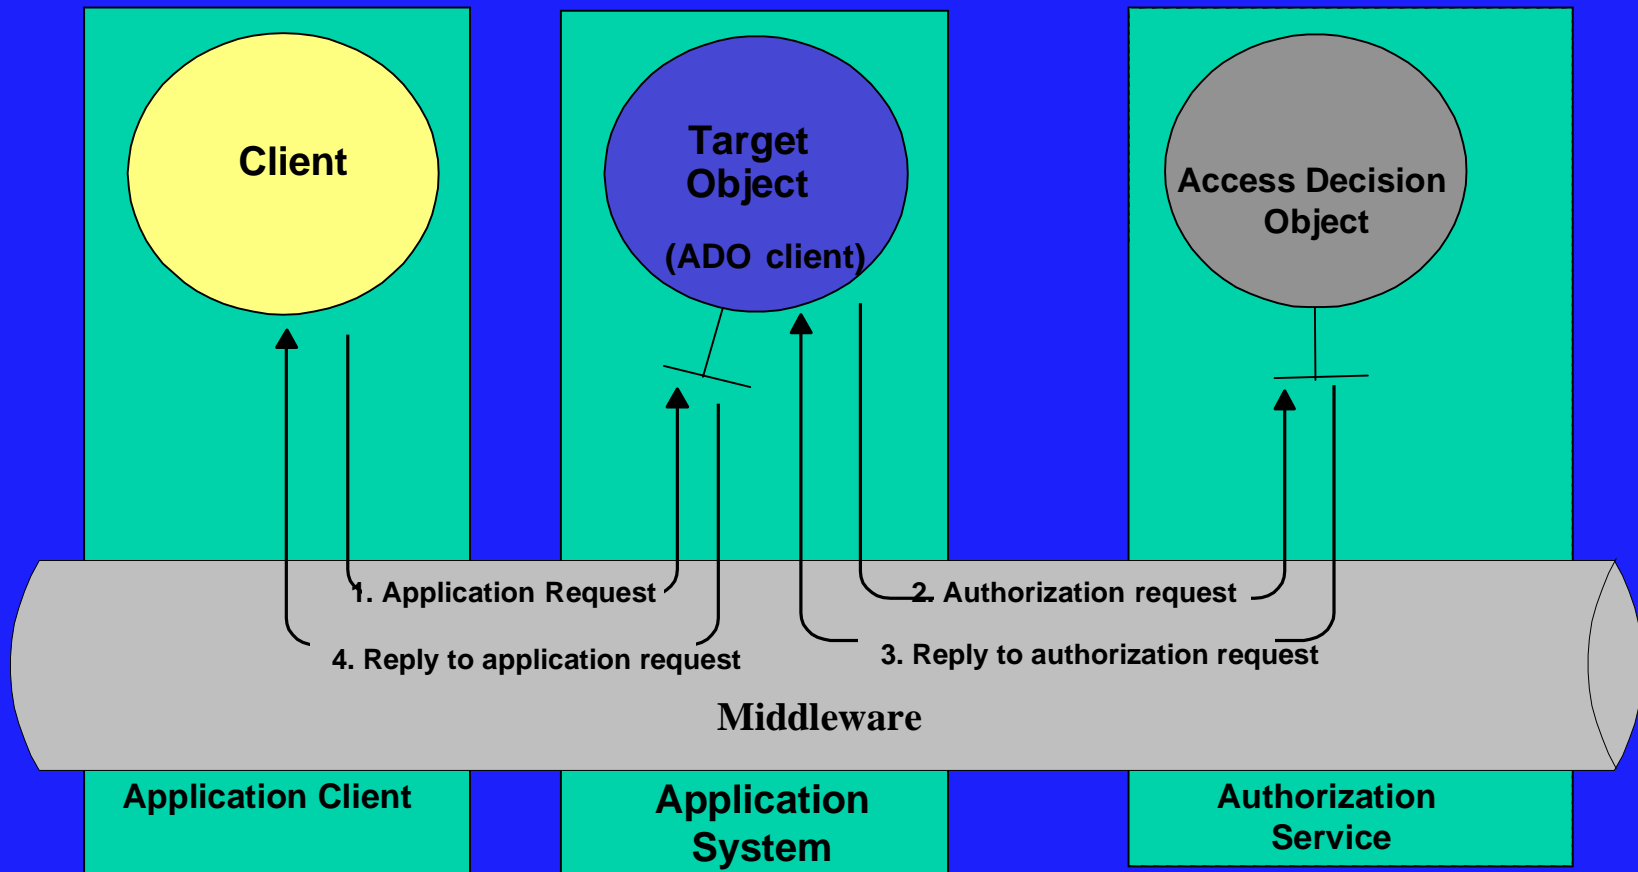 Client
Target
Object
(ADO client)
Access Decision
Object
1. Application Request
2. Authorization request
4. Reply to application request
3. Reply to authorization request
Middleware
Application Client
Application
System
Authorization
Service